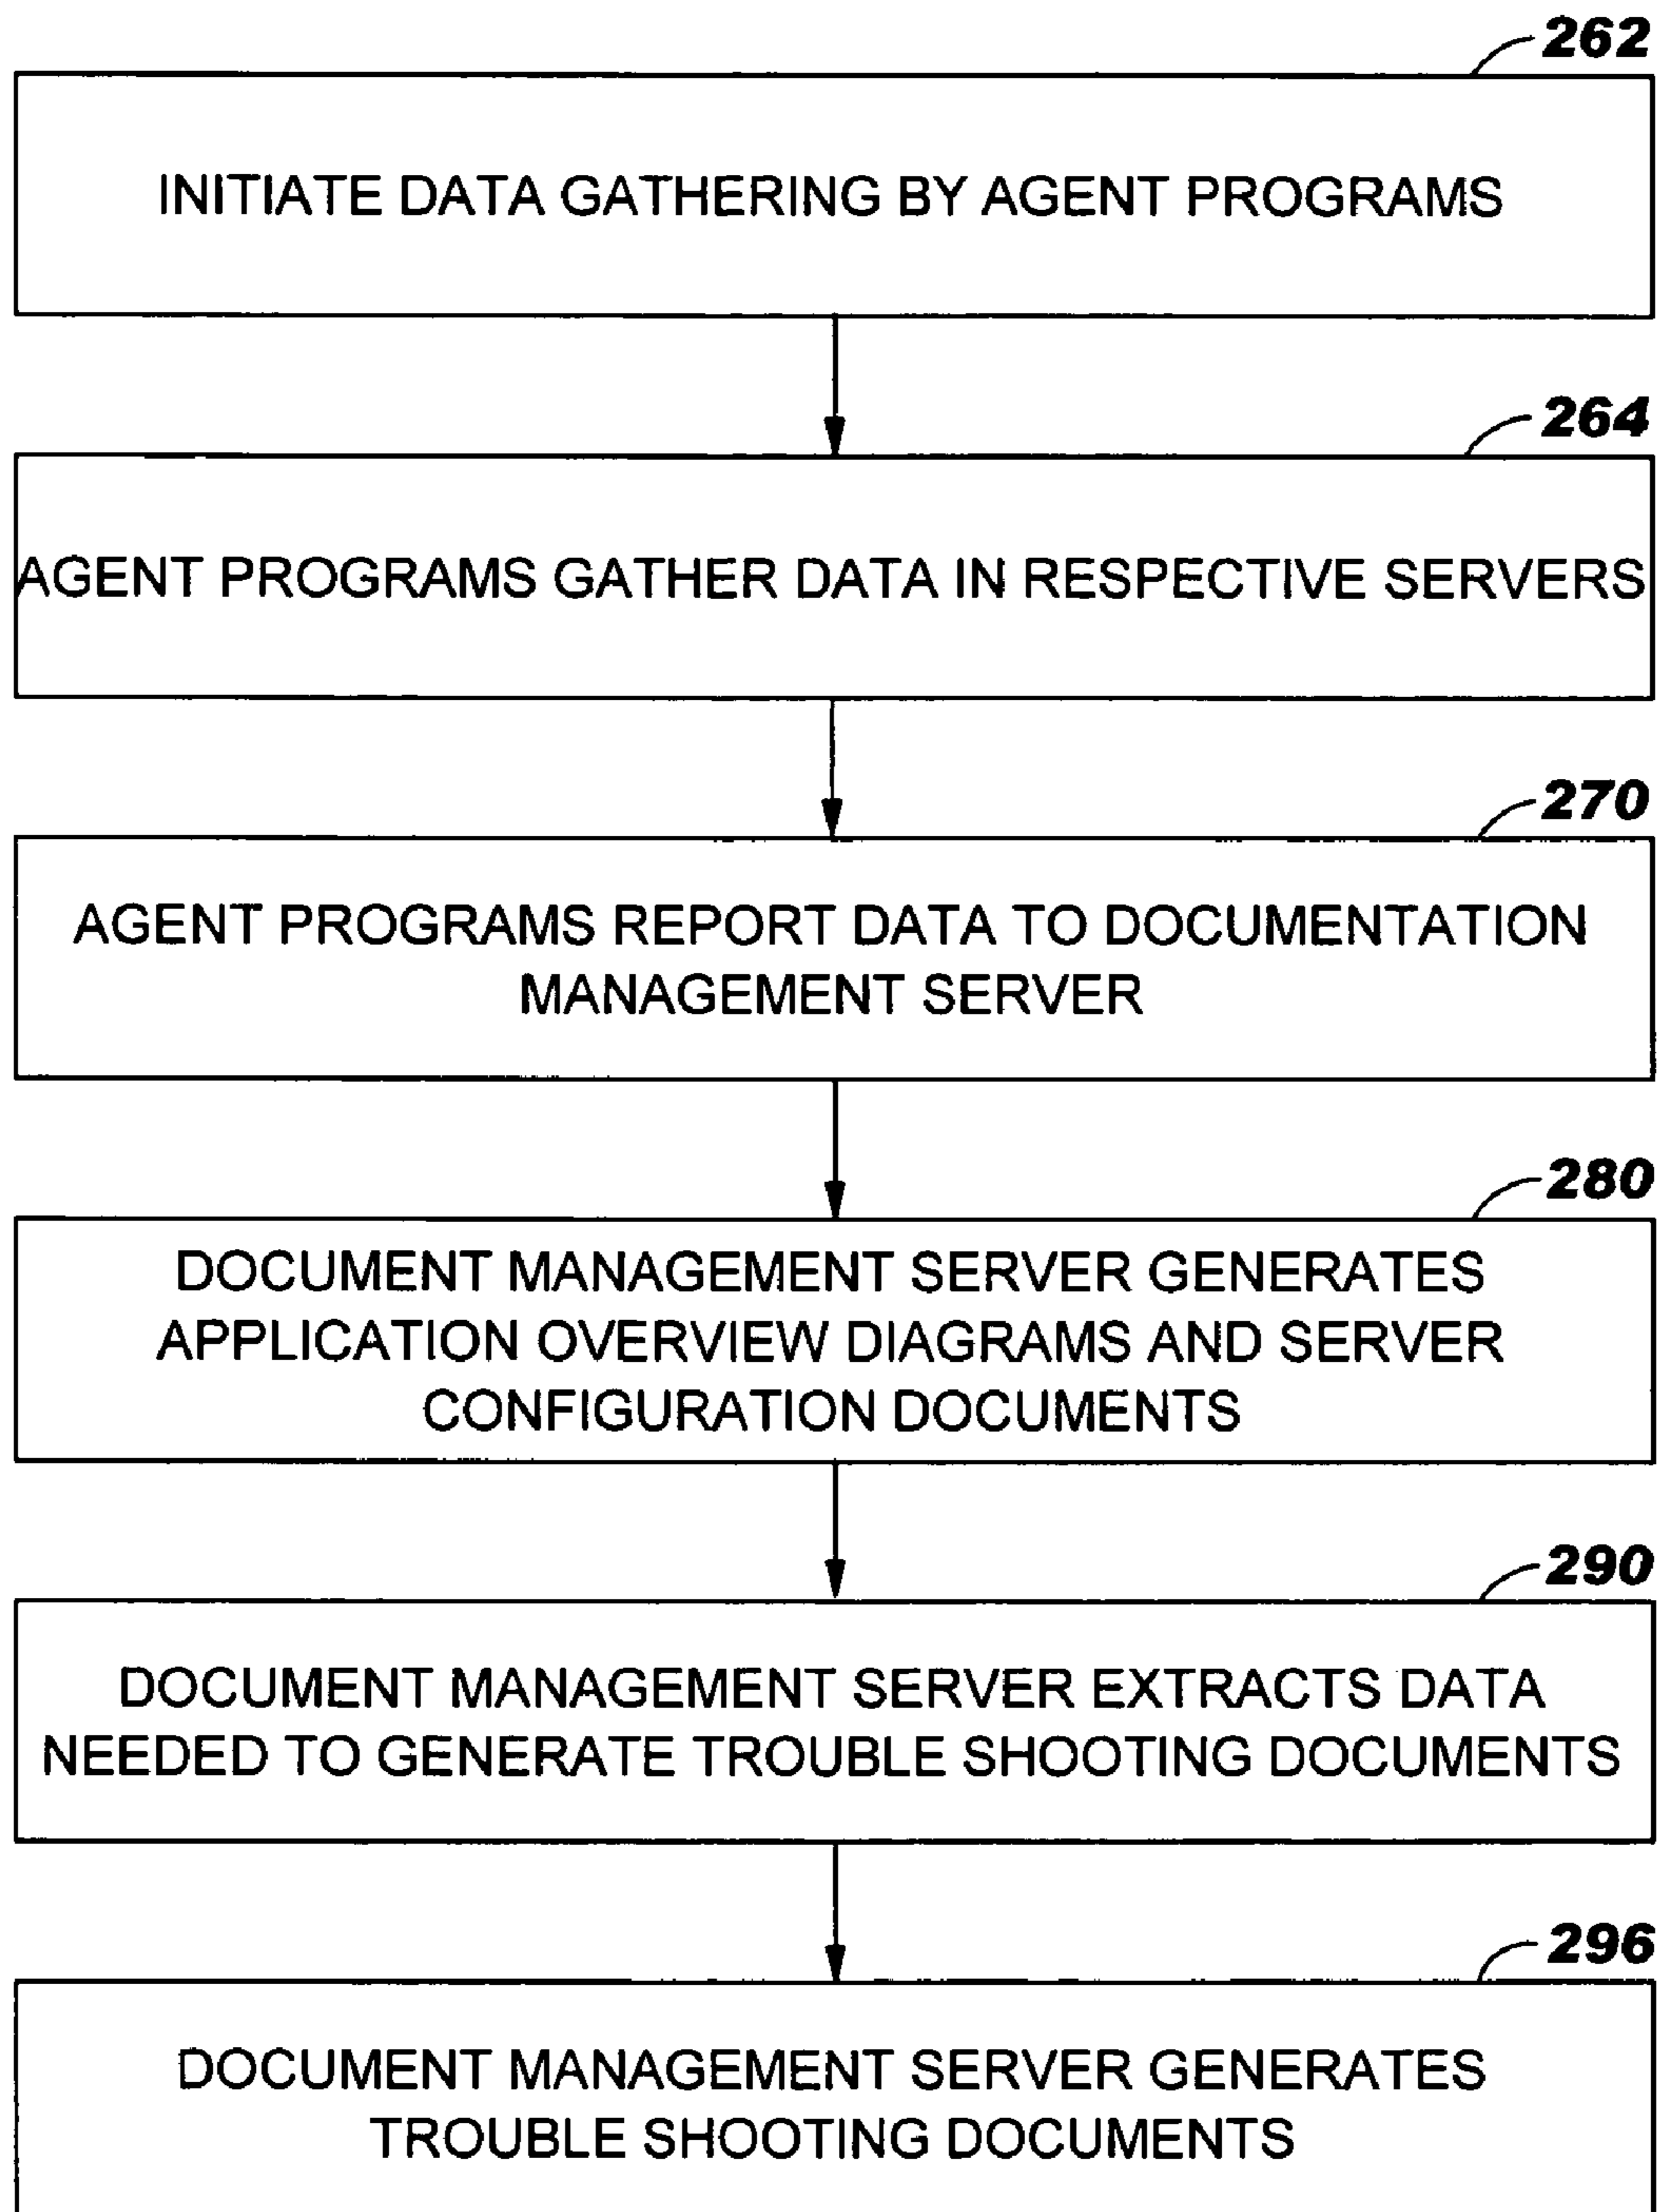 262
INITIATE DATA GATHERING BY AGENT PROGRAMS
264
AGENT PROGRAMS GATHER DATA IN RESPECTIVE SERVERS
270
AGENT PROGRAMS REPORT DATA TO DOCUMENTATION
MANAGEMENT SERVER
280
DOCUMENT MANAGEMENT SERVER GENERATES
APPLICATION OVERVIEW DIAGRAMS AND SERVER
CONFIGURATION DOCUMENTS
290
DOCUMENT MANAGEMENT SERVER EXTRACTS DATA
NEEDED TO GENERATE TROUBLE SHOOTING DOCUMENTS
296
DOCUMENT MANAGEMENT SERVER GENERATES
TROUBLE SHOOTING DOCUMENTS